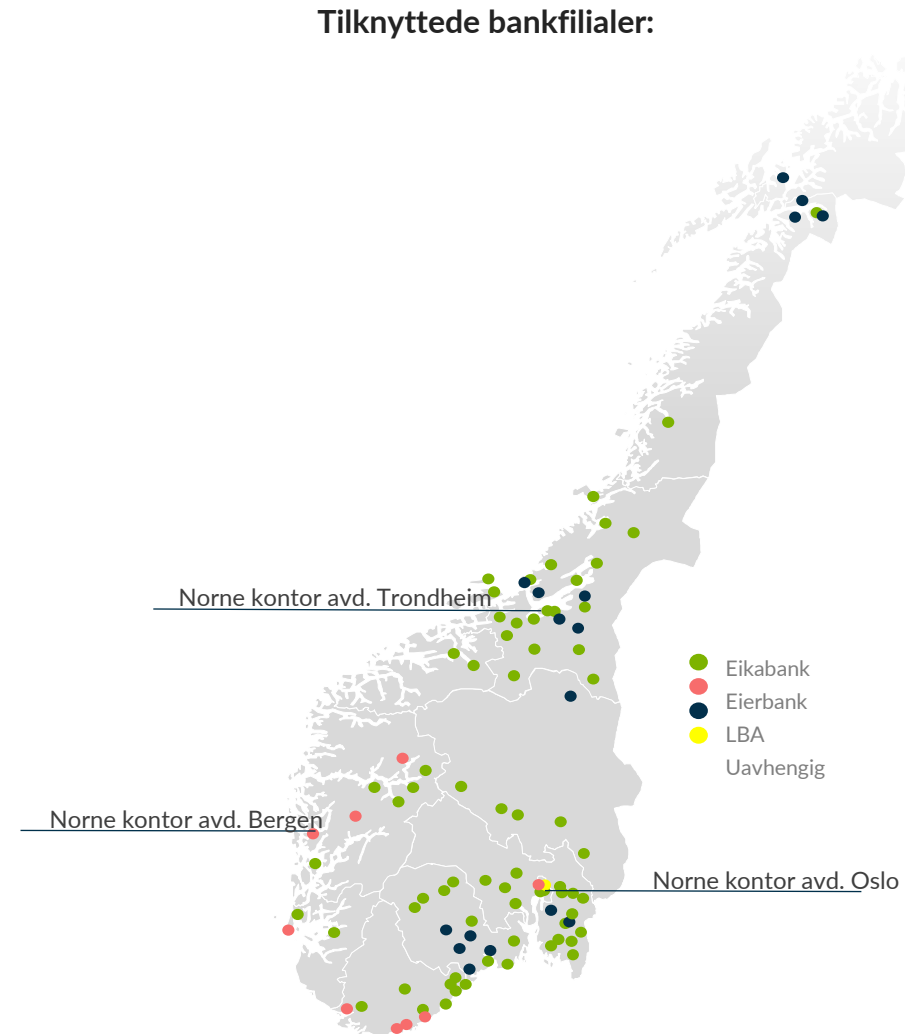 Tilknyttede bankfilialer:
Norne kontor avd. Trondheim
Eikabank
Eierbank
LBA
Uavhengig
Norne kontor avd. Bergen
Norne kontor avd. Oslo